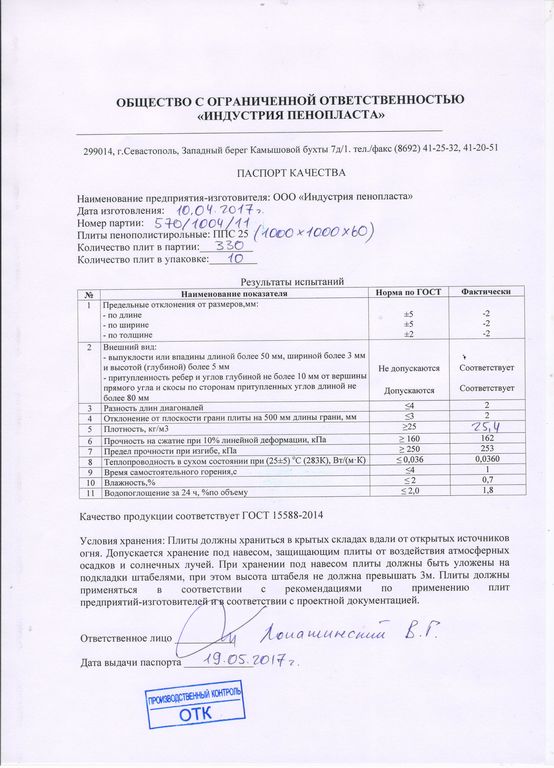 ОБЩЕСТВО С ОГРАНИЧЕННОЙ ОТВЕТСТВЕННОСТЬЮ
«ИНДУСТРИЯ ПЕНОПЛАСТА»
299014, г.Севастополь, Западный берег Камышовой бухты 7д/1. тел./факс (8692) 41-25-32, 41-20-51
ПАСПОРТ КАЧЕСТВА
Наименование предприятия-изготовителя: ООО «Индустрия пенопласта»
Дата изготовления: 10.04.2017г.
Номер партии: 570/1004/11
Плиты пенополистирольные: ППС 25 (1000×1000×60)
Количество плит в партии: 330
Количество плит в упаковке: 10
Результаты испытаний
№ Наименование показателя Норма по ГОСТ Фактически
1 Предельные отклонения от размеров,мм:
- по длине ±5 -2
- по ширине ±5 -2
- по толщине ±2 -2
2 Внешний вид:
- выпуклости или впадины длиной более 50 мм, шириной более 3 мм
и высотой (глубиной) более 5 мм Не допускаются Соответствует
- притупленность ребер и углов глубиной не более 10 мм от вершины
прямого угла и скосы по сторонам притупленных углов длиной не Допускаются Соответствует
более 80 мм
3 Разность длин диагоналей ≤4 2
4 Отклонение от плоскости грани плиты на 500 мм длины грани, мм ≤3 2
5 Плотность, кг/м3 ≥25 25,4
6 Прочность на сжатие при 10% линейной деформации, кПа ≥ 160 162
7 Предел прочности при изгибе, кПа ≥ 250 253
8 Теплопроводность в сухом состоянии при (25±5) °С (283К), Вт/(м·К) ≤ 0,036 0,0360
9 Время самостоятельного горения,с ≤4 1
10 Влажность,% ≤ 2 0,7
11 Водопоглощение за 24 ч, %по объему ≤ 2,0 1,8
Качество продукции соответствует ГОСТ 15588-2014
Условия хранения: Плиты должны храниться в крытых складах вдали от открытых источников
огня. Допускается хранение под навесом, защищающим плиты от воздействия атмосферных
осадков и солнечных лучей. При хранении под навесом плиты должны быть уложены на
подкладки штабелями, при этом высота штабеля не должна превышать 3м. Плиты должны
применяться в соответствии с рекомендациями по применению плит
предприятий-изготовителей и в соответствии с проектной документацией.
Ответственное лицо Лопашинский В.Г.
Дата выдачи паспорта 19.05.2017г.
ПРОИЗВОДСТВЕННЫЙ КОНТРОЛЬ
ОТК